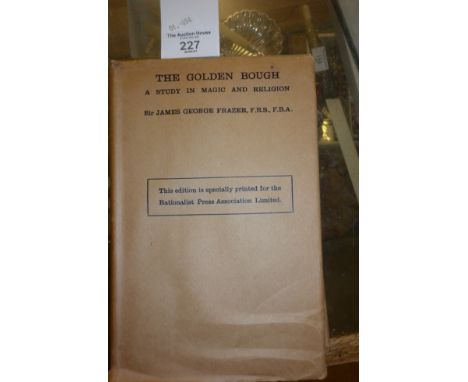 The Auction House
227
THE GOLDEN BOUGH
A STUDY IN MAGIC AND RELIGION
Sir JAMES GEORGE FRAZER, F.R.S., F.B.A.
This edition is specially printed for the
Rationalist Press Association Limited.